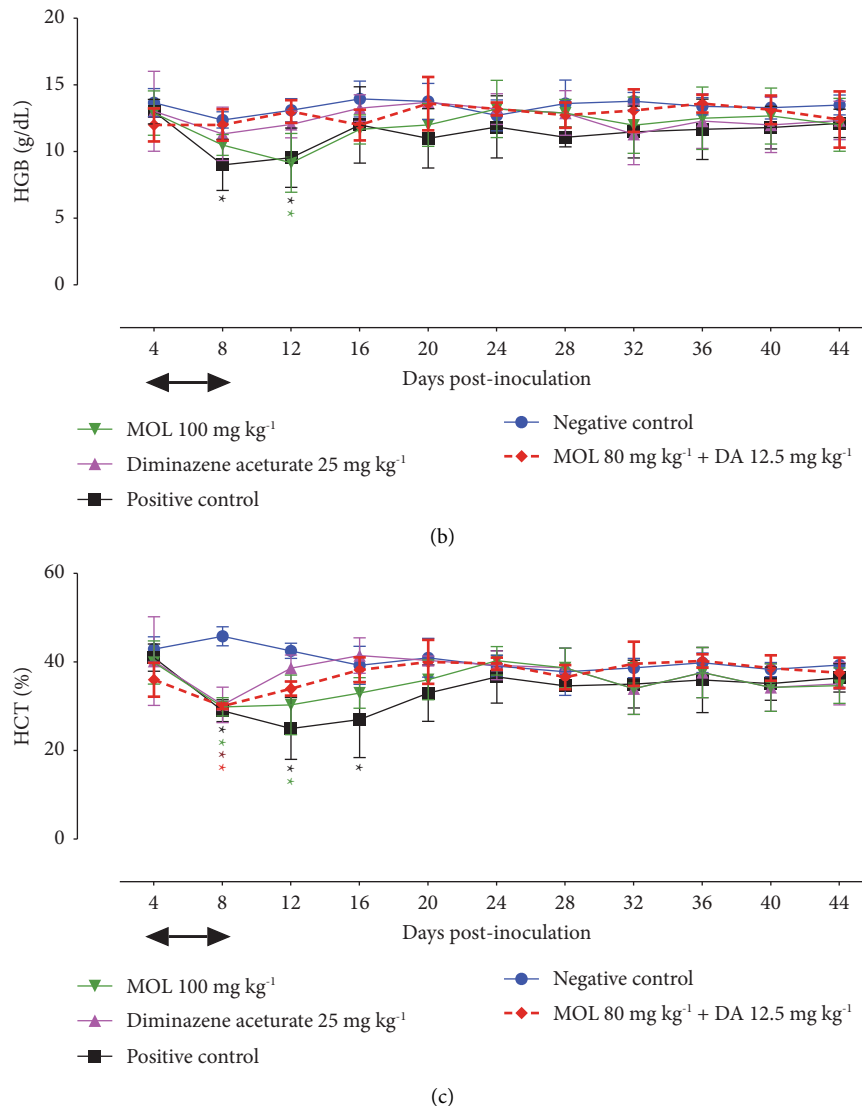 20
15
10
5
0
HGB (g/dL)
4 8 12 16 20 24 28 32 36 40 44
Days post-inoculation
* * *
MOL 100 mg kg⁻¹
Diminazene aceturate 25 mg kg⁻¹
Positive control
Negative control
MOL 80 mg kg⁻¹ + DA 12.5 mg kg⁻¹
(b)
60
40
20
0
HCT (%)
* * * * * * *
4 8 12 16 20 24 28 32 36 40 44
Days post-inoculation
MOL 100 mg kg⁻¹
Diminazene aceturate 25 mg kg⁻¹
Positive control
Negative control
MOL 80 mg kg⁻¹ + DA 12.5 mg kg⁻¹
(c)